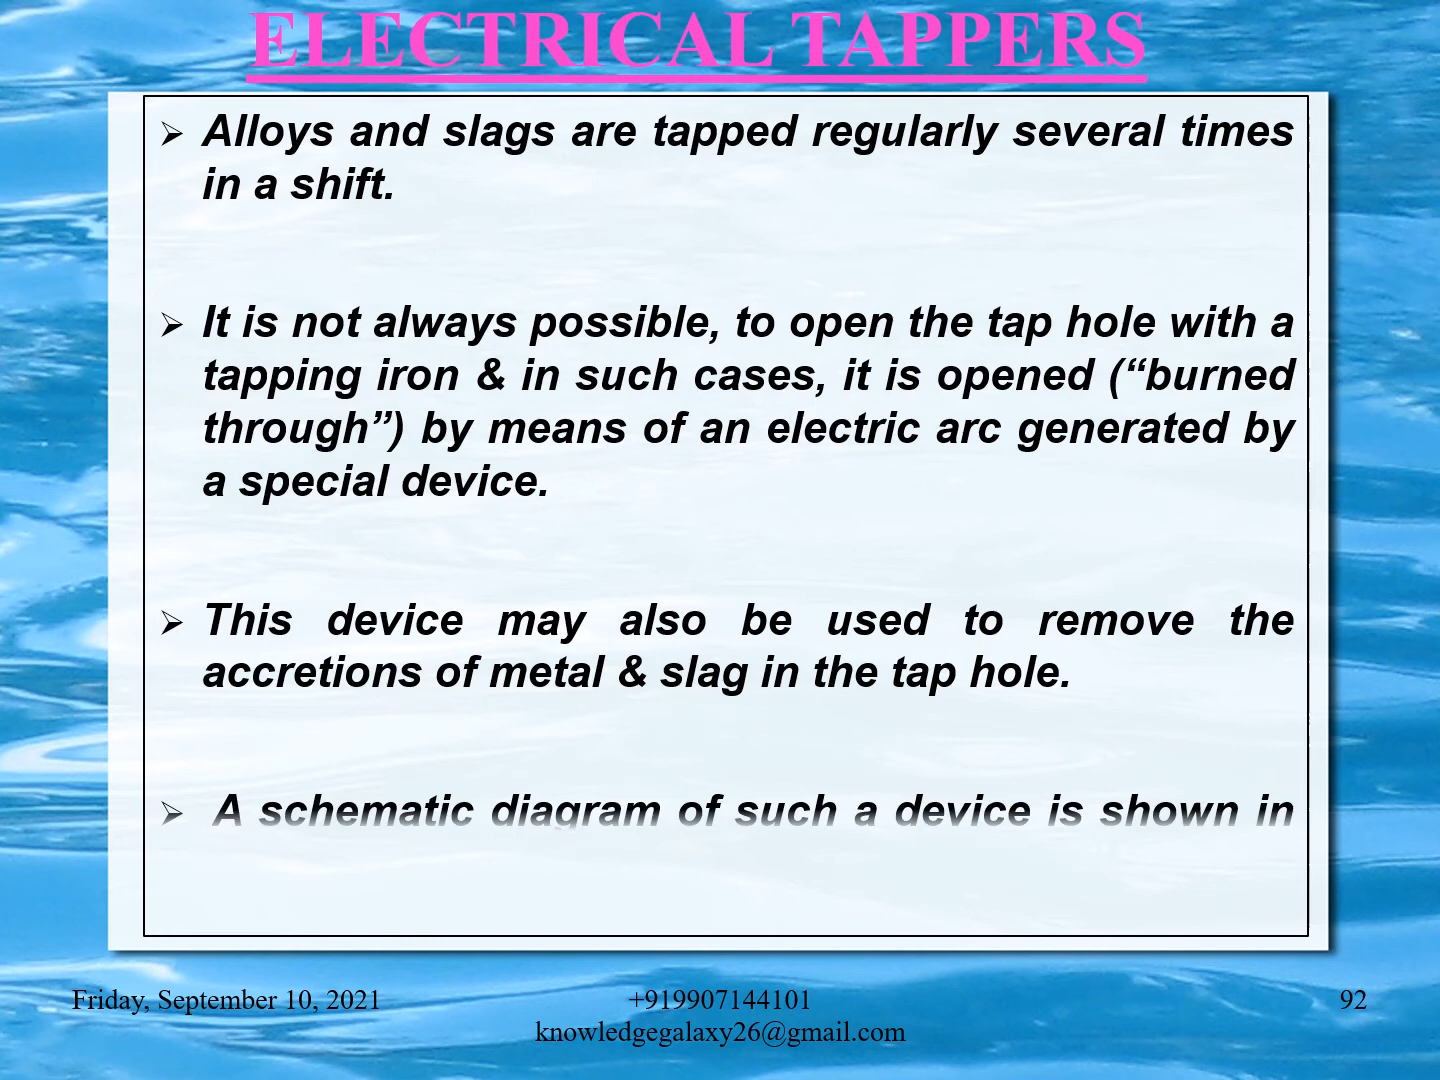 ELECTRICAL TAPPERS
➢ Alloys and slags are tapped regularly several times
in a shift.
➢ It is not always possible, to open the tap hole with a
tapping iron & in such cases, it is opened (“burned
through”) by means of an electric arc generated by
a special device.
➢ This device may also be used to remove the
accretions of metal & slag in the tap hole.
➢ A schematic diagram of such a device is shown in
Friday, September 10, 2021
+919907144101
knowledgegalaxy26@gmail.com
92